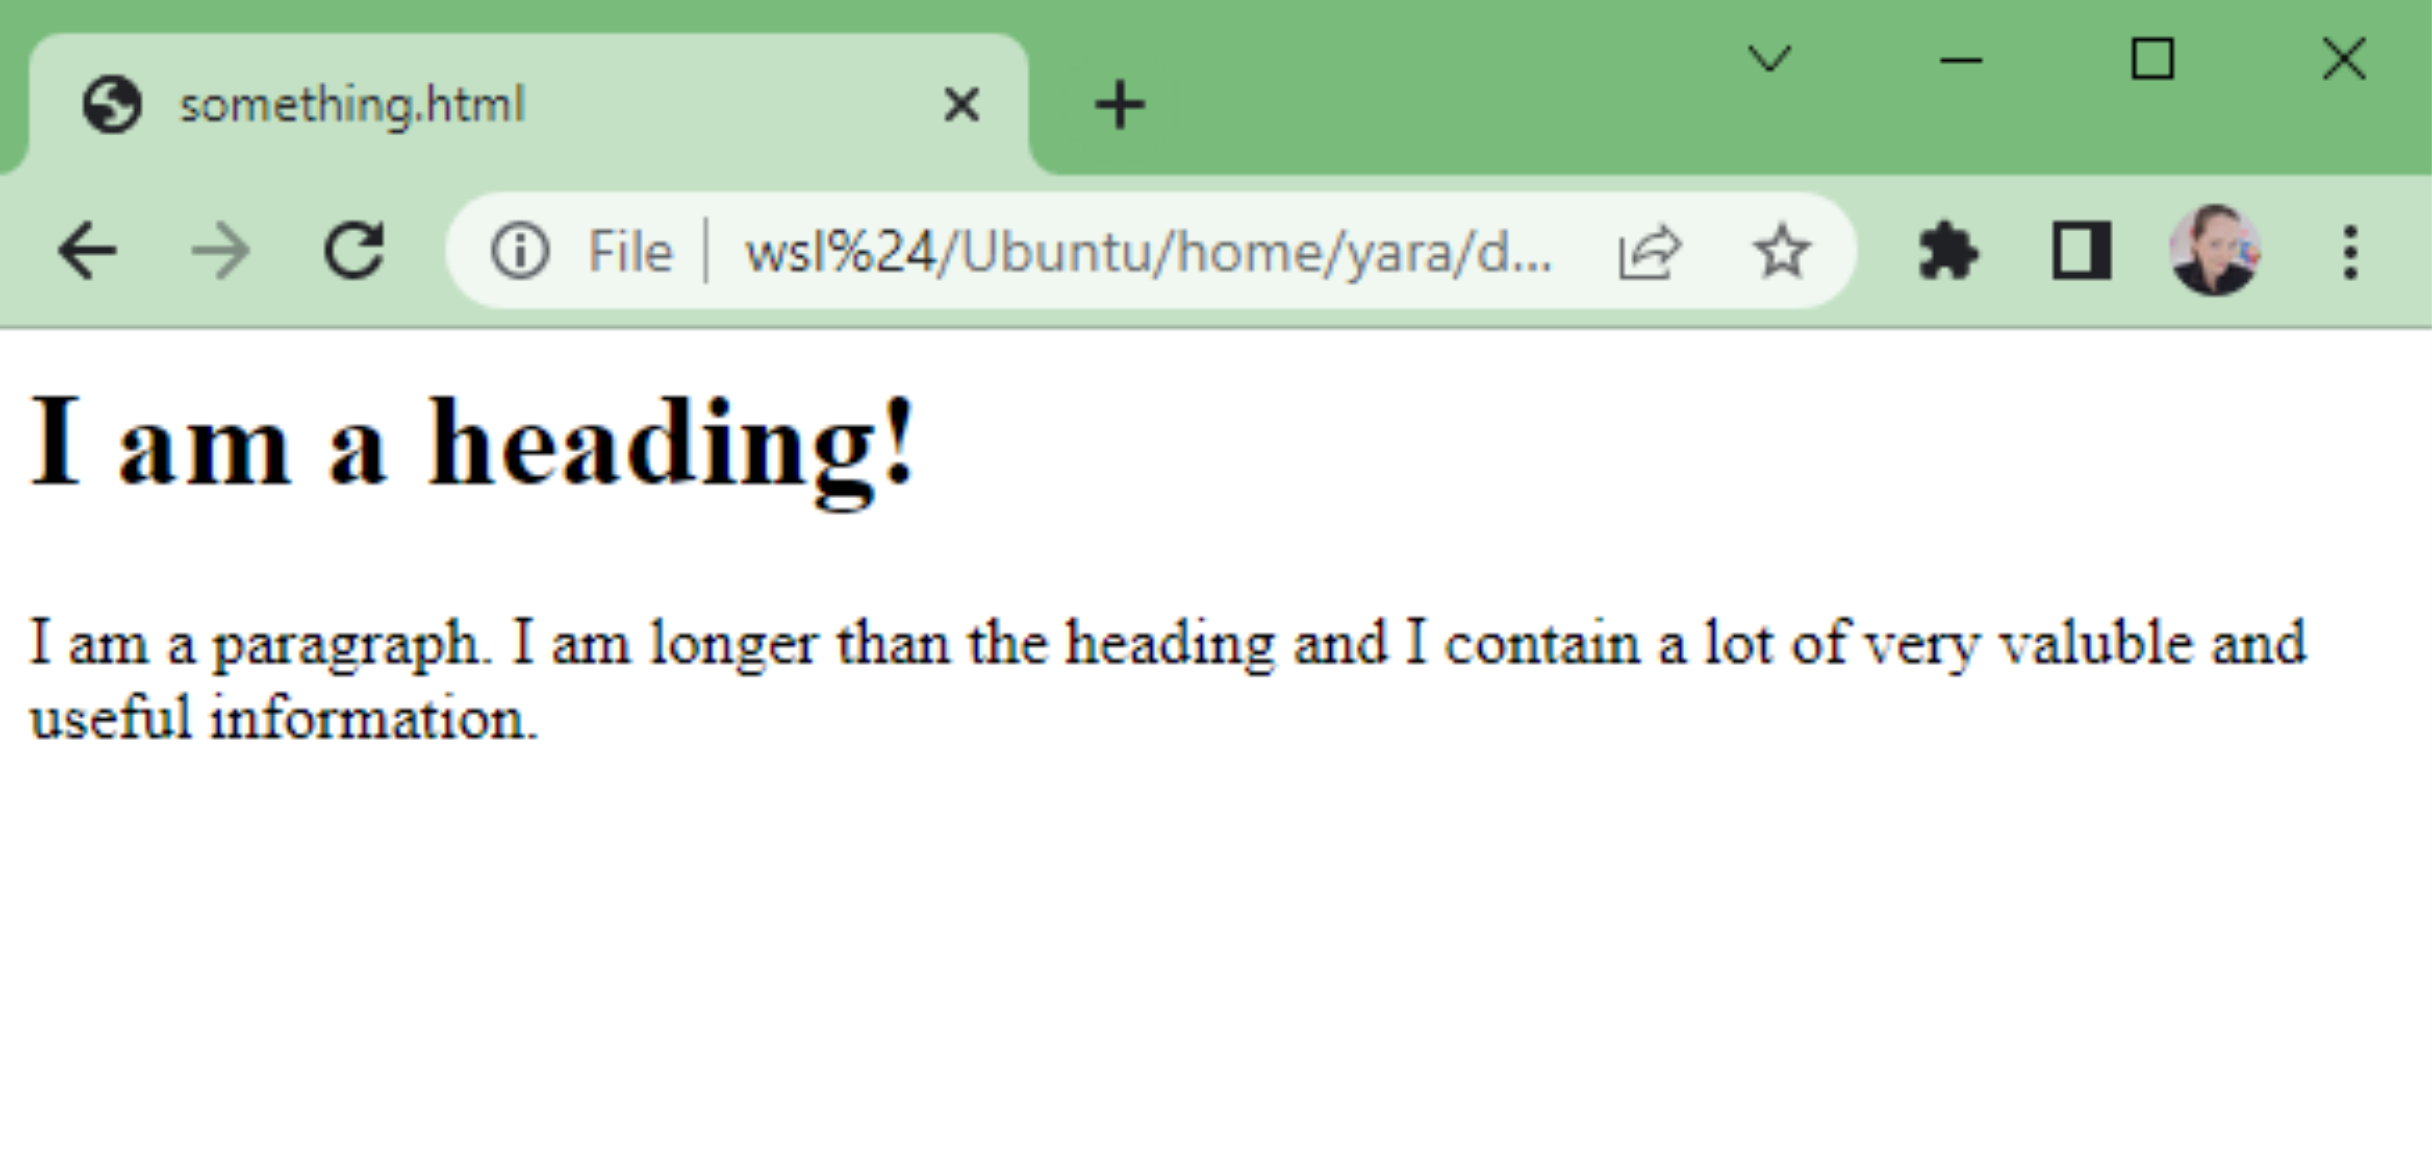 something.html
File wsl%24/Ubuntu/home/yara/d...
I am a heading!
I am a paragraph. I am longer than the heading and I contain a lot of very valuble and
useful information.